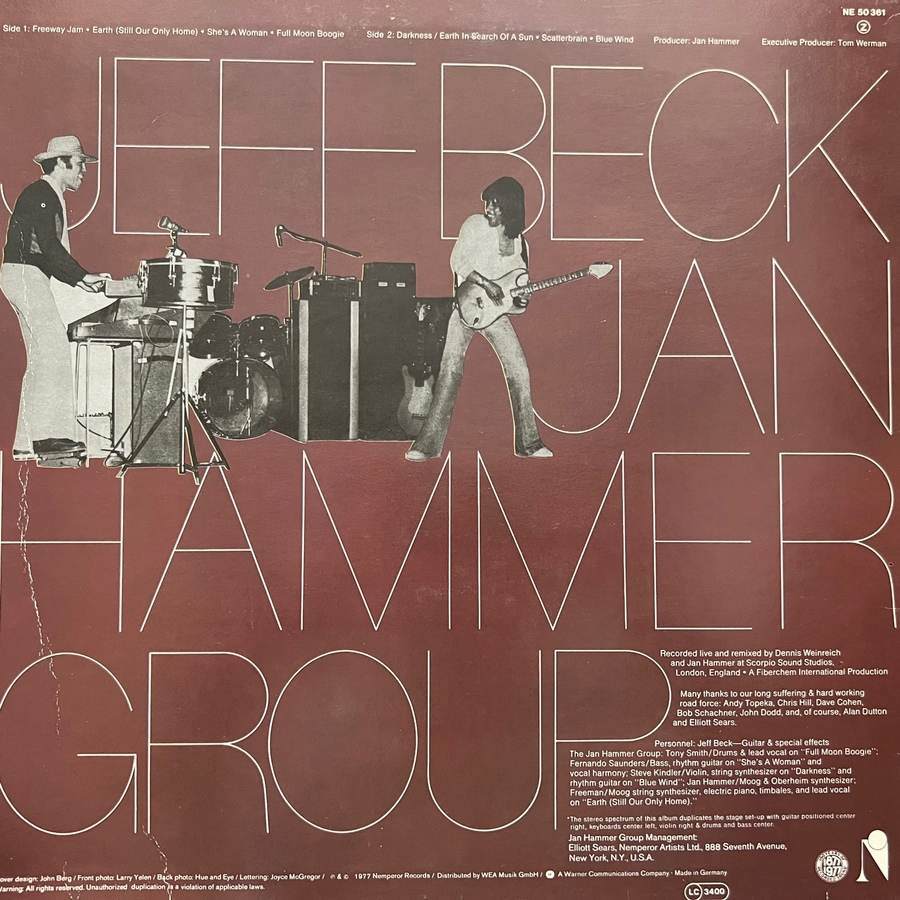 NE 50 361
Z
Side 1: Freeway Jam • Earth (Still Our Only Home) • She's A Woman • Full Moon Boogie Side 2: Darkness / Earth In Search Of A Sun • Scatterbrain • Blue Wind Producer: Jan Hammer Executive Producer: Tom Werman
JEFF BECK
JAN
HAMMER
GROUP
Recorded live and remixed by Dennis Weinreich
and Jan Hammer at Scorpio Sound Studios,
London, England • A Fiberchem International Production
Many thanks to our long suffering & hard working
road force: Andy Topeka, Chris Hill, Dave Cohen,
Bob Schachner, John Dodd, and, of course, Alan Dutton
and Elliott Sears.
Personnel: Jeff Beck—Guitar & special effects
The Jan Hammer Group: Tony Smith/Drums & lead vocal on "Full Moon Boogie";
Fernando Saunders/Bass, rhythm guitar on "She's A Woman" and
vocal harmony; Steve Kindler/Violin, string synthesizer on "Darkness" and
rhythm guitar on "Blue Wind"; Jan Hammer/Moog & Oberheim synthesizer;
Freeman/Moog string synthesizer, electric piano, timbales, and lead vocal
on "Earth (Still Our Only Home)."
*The stereo spectrum of this album duplicates the stage set-up with guitar positioned center
right, keyboards center left, violin right & drums and bass center.
Jan Hammer Group Management:
Elliott Sears, Nemperor Artists Ltd., 888 Seventh Avenue,
New York, N.Y., U.S.A.
1877
1977
over design: John Berg / Front photo: Larry Yelen / Back photo: Hue and Eye / Lettering: Joyce McGregor / ℗ & © 1977 Nemperor Records / Distributed by WEA Musik GmbH / A Warner Communications Company · Made in Germany
arning: All rights reserved. Unauthorized duplication is a violation of applicable laws.
LC 3400